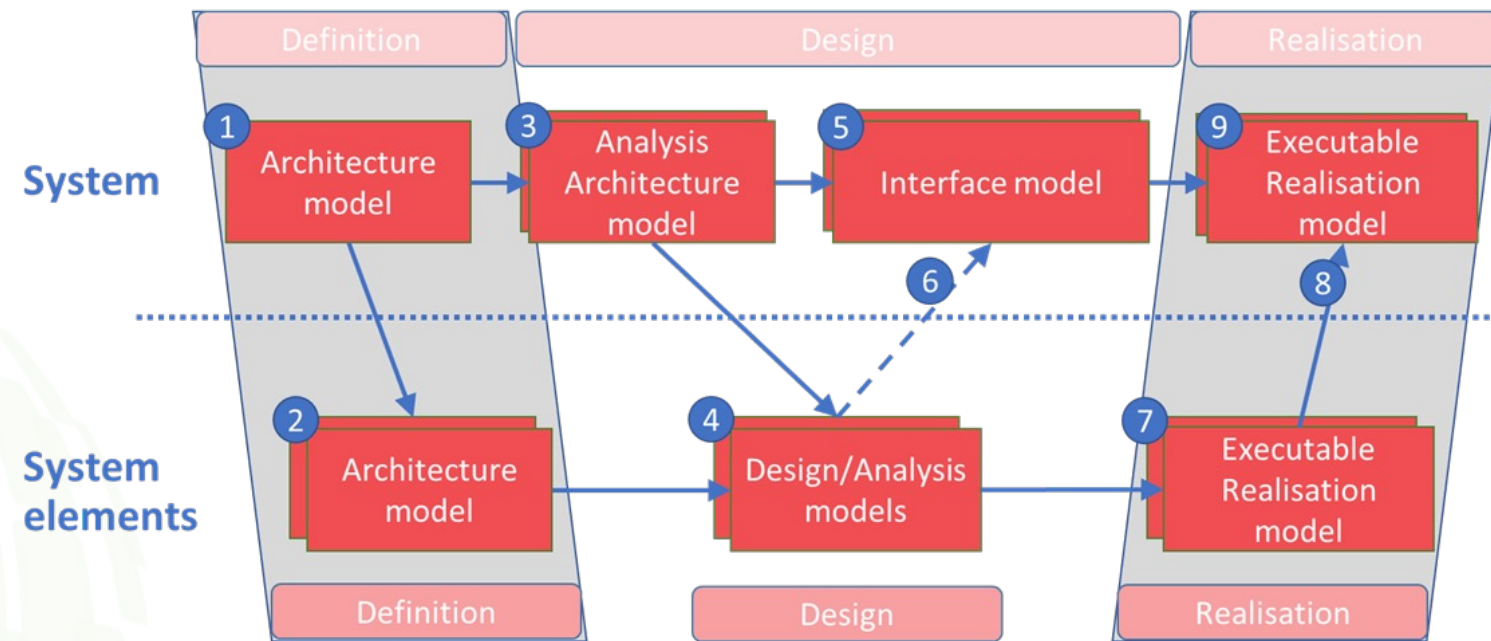 Definition
Design
Realisation
1
3
5
9
System
Architecture
model
Analysis
Architecture
model
Interface model
Executable
Realisation
model
6
8
2
4
7
System
elements
Architecture
model
Design/Analysis
models
Executable
Realisation
model
Definition
Design
Realisation